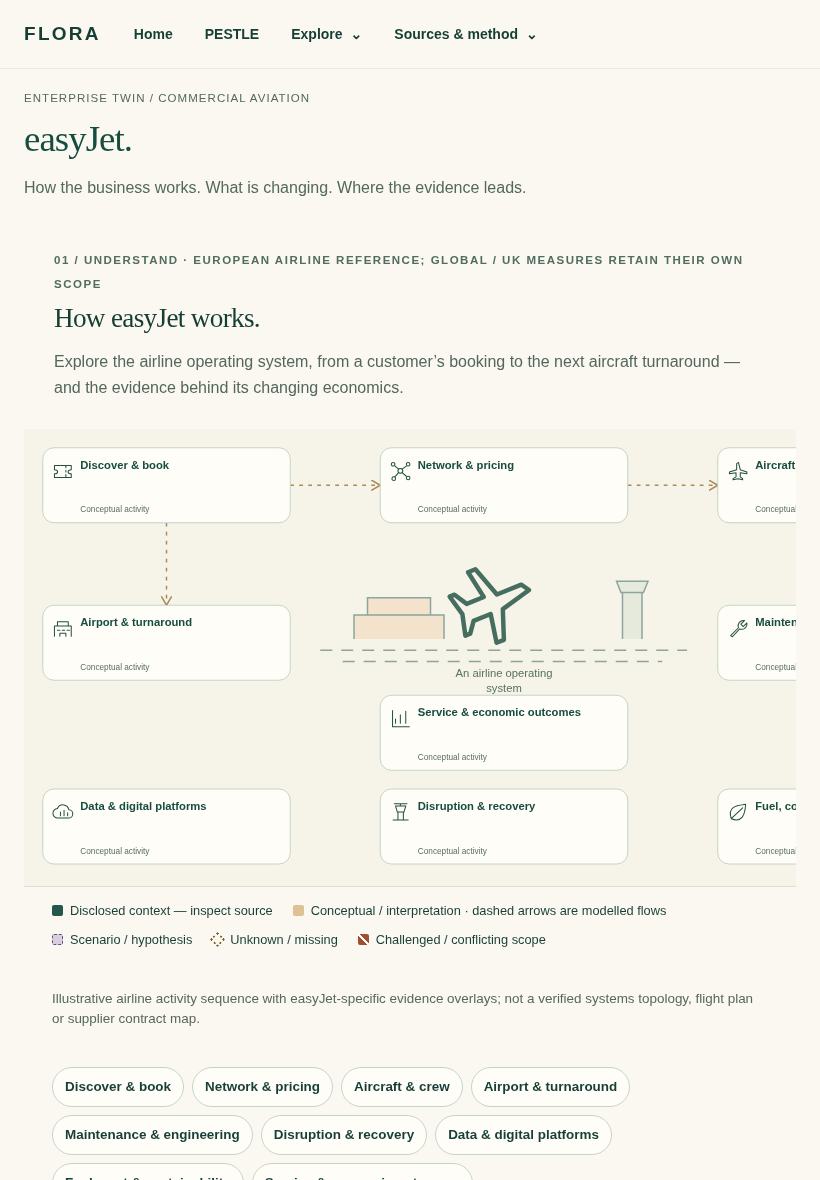 FLORA Home PESTLE Explore Sources & method
ENTERPRISE TWIN / COMMERCIAL AVIATION
easyJet.
How the business works. What is changing. Where the evidence leads.
01 / UNDERSTAND · EUROPEAN AIRLINE REFERENCE; GLOBAL / UK MEASURES RETAIN THEIR OWN
SCOPE
How easyJet works.
Explore the airline operating system, from a customer’s booking to the next aircraft turnaround —
and the evidence behind its changing economics.
Discover & book
Conceptual activity
Network & pricing
Conceptual activity
Aircraft
Airport & turnaround
Conceptual activity
An airline operating
system
Service & economic outcomes
Conceptual activity
Data & digital platforms
Conceptual activity
Disruption & recovery
Conceptual activity
Fuel,
Disclosed context — inspect source Conceptual / interpretation · dashed arrows are modelled flows
Scenario / hypothesis Unknown / missing Challenged / conflicting scope
Illustrative airline activity sequence with easyJet-specific evidence overlays; not a verified systems topology, flight plan
or supplier contract map.
Discover & book Network & pricing Aircraft & crew Airport & turnaround
Maintenance & engineering Disruption & recovery Data & digital platforms